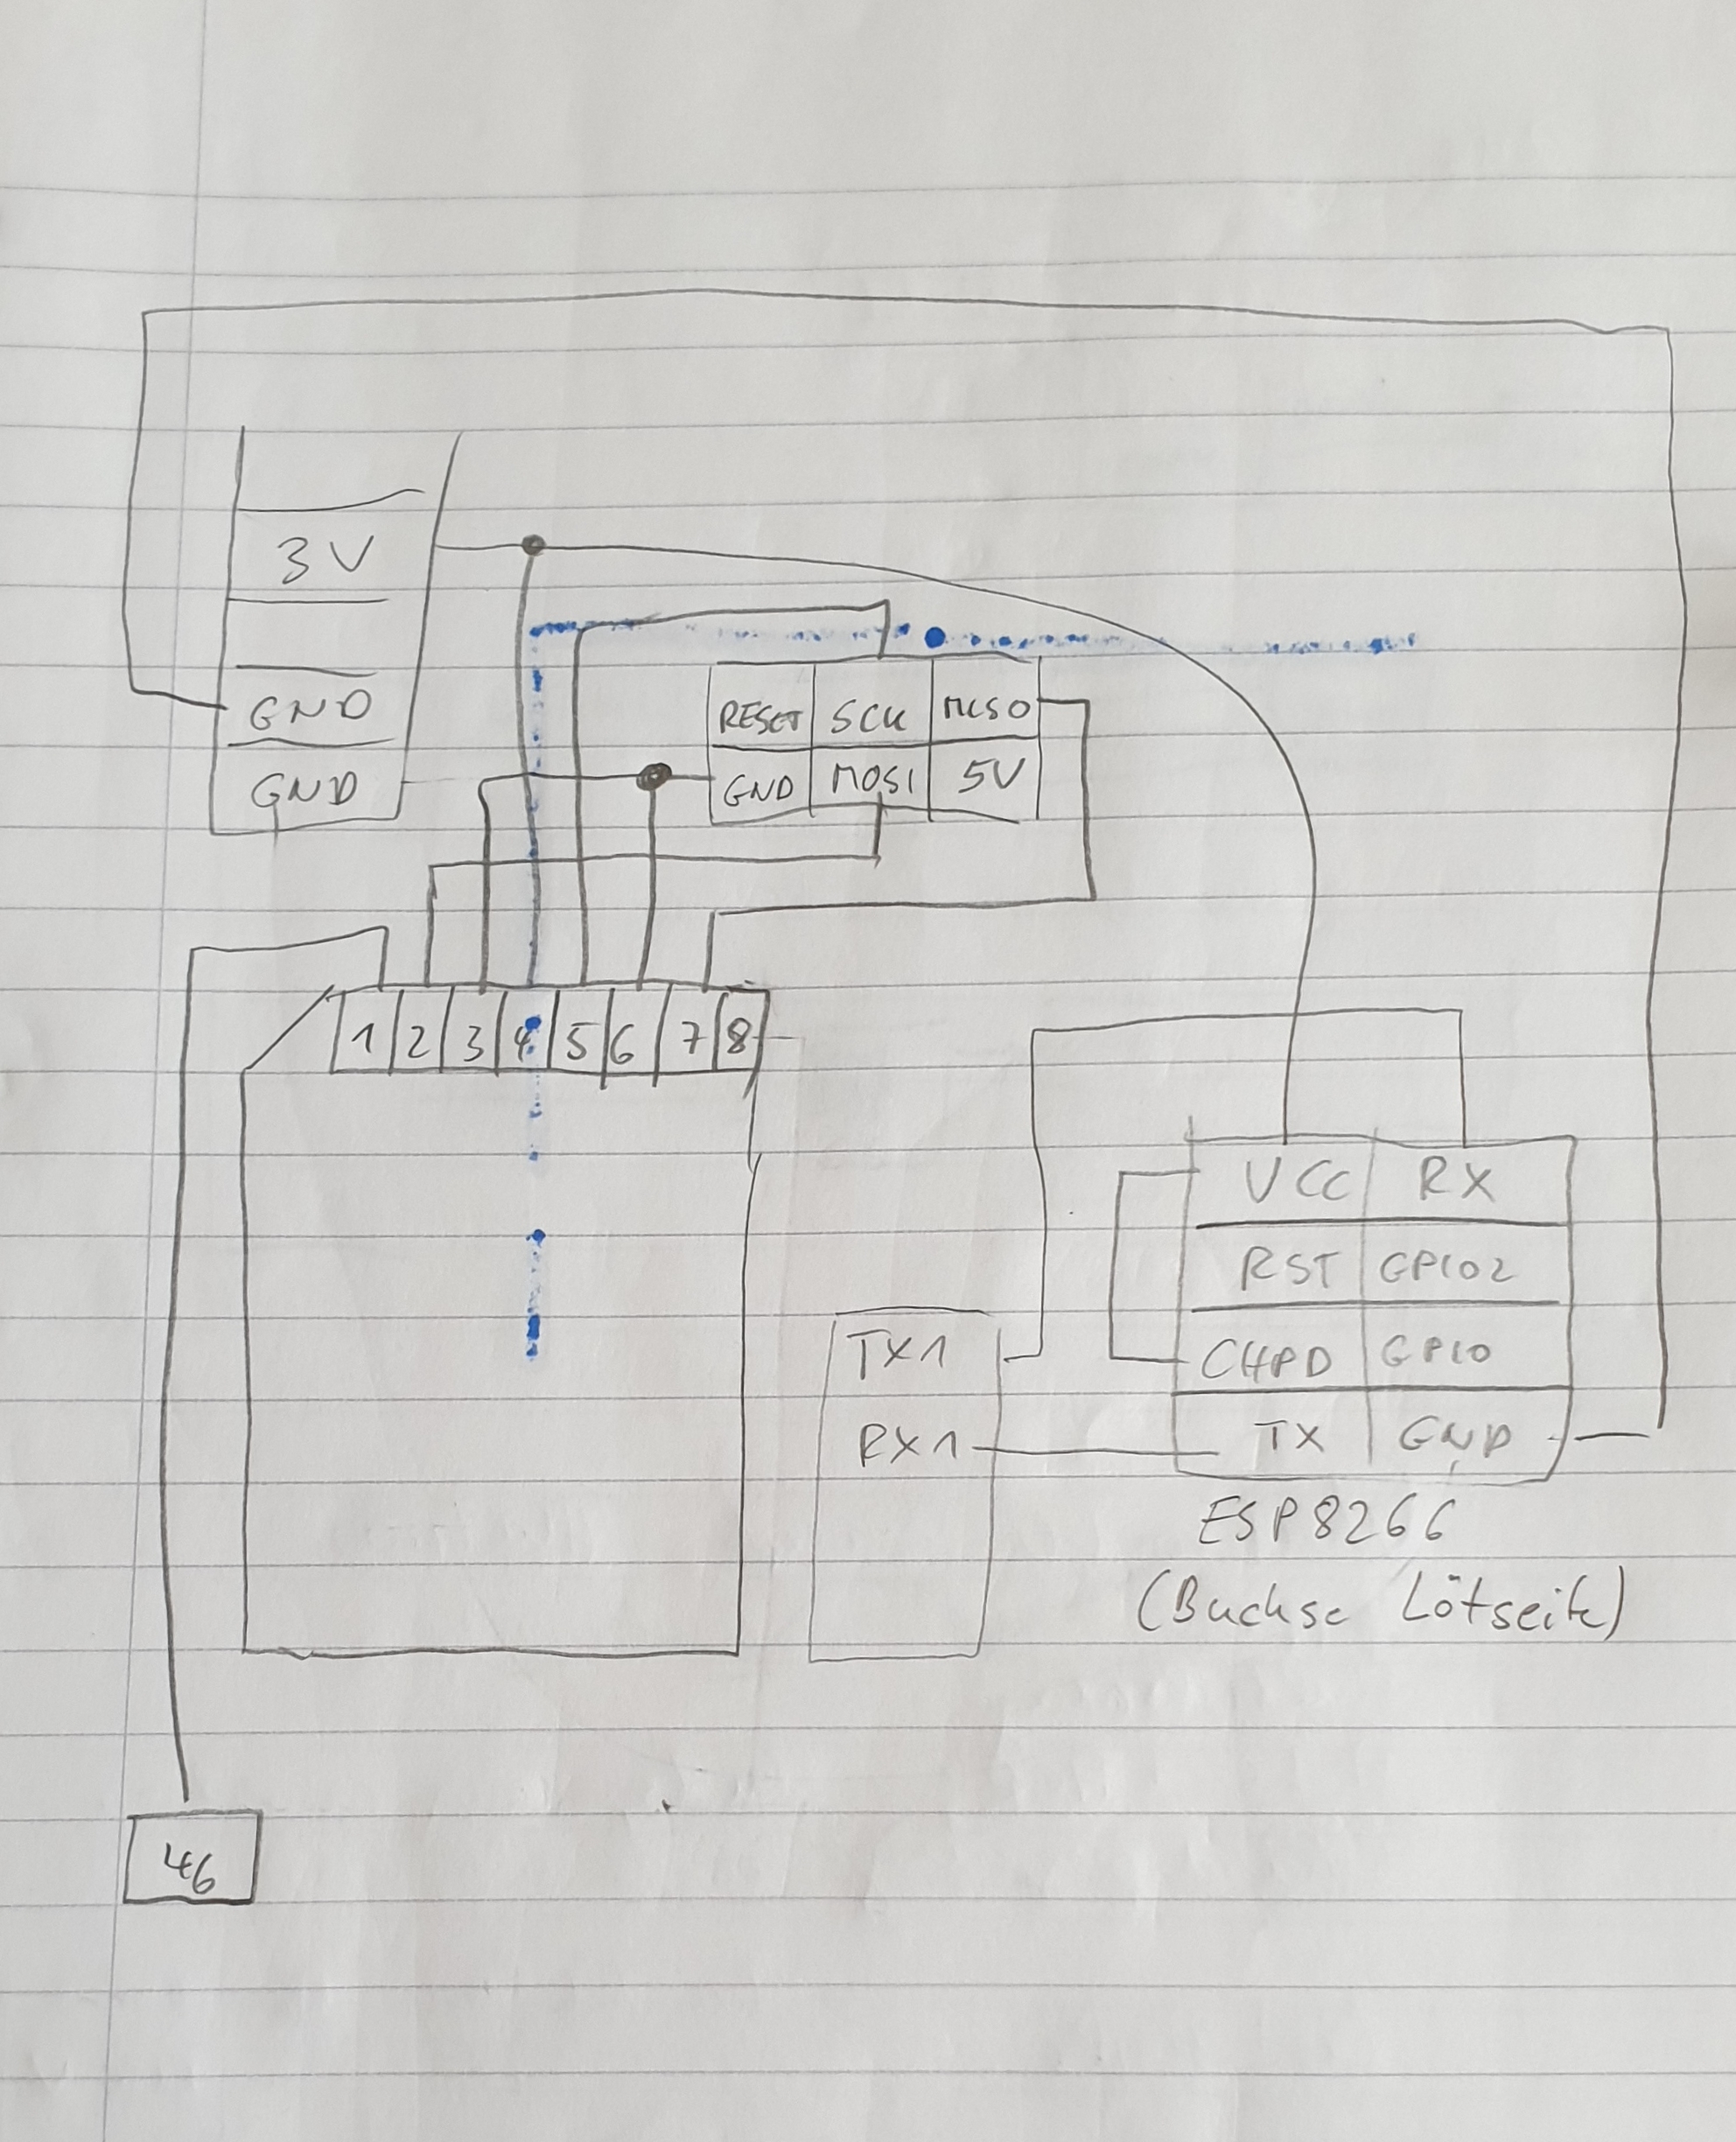 3V
GND
GND
RESET SCK MISO
GND MOSI 5V
1 2 3 4 5 6 7 8
VCC RX
RST GPIO2
CHPD GPIO
TX GND
TX1
RX1
ESP8266
(Buchse Lötseite)
46